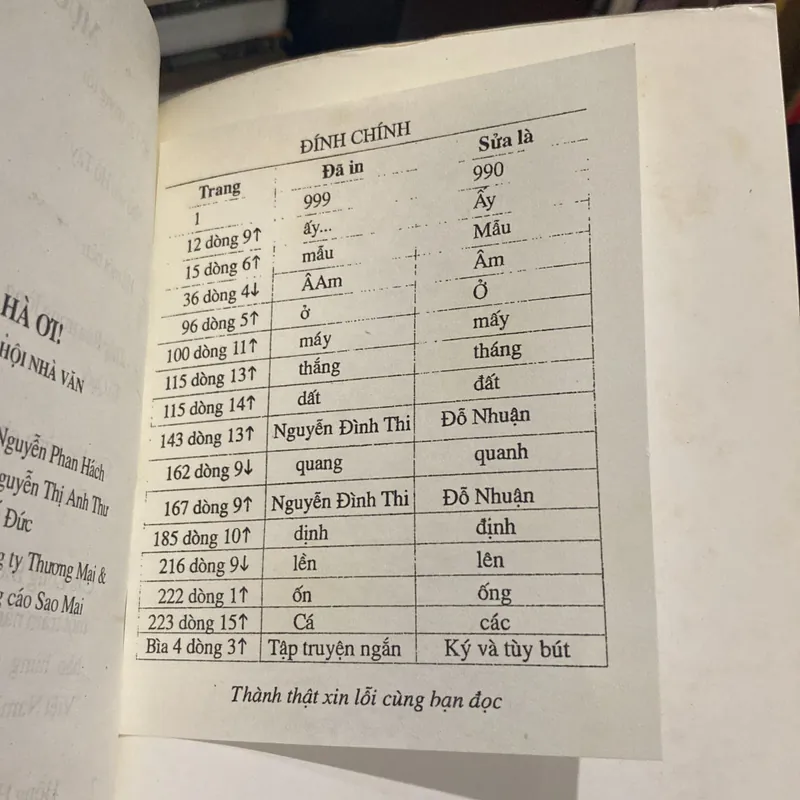 HÀ ƠI!
HỘI NHÀ VĂN
Nguyễn Phan Hách
Nguyễn Thị Anh Thư
Đức
ty Thương Mại &
cáo Sao Mai
ĐÍNH CHÍNH
Trang Đã in Sửa là
1 999 990
12 dòng 9↑ ấy... Ấy
15 dòng 6↑ mẫu Mẫu
36 dòng 4↓ ÂAm Âm
96 dòng 5↑ ở Ở
100 dòng 11↑ máy mấy
115 dòng 13↑ thắng tháng
115 dòng 14↑ dất đất
143 dòng 13↑ Nguyễn Đình Thi Đỗ Nhuận
162 dòng 9↓ quang quanh
167 dòng 9↑ Nguyễn Đình Thi Đỗ Nhuận
185 dòng 10↑ dịnh định
216 dòng 9↓ lền lên
222 dòng 1↑ ốn ống
223 dòng 15↑ Cá các
Bìa 4 dòng 3↑ Tập truyện ngắn Ký và tùy bút
Thành thật xin lỗi cùng bạn đọc